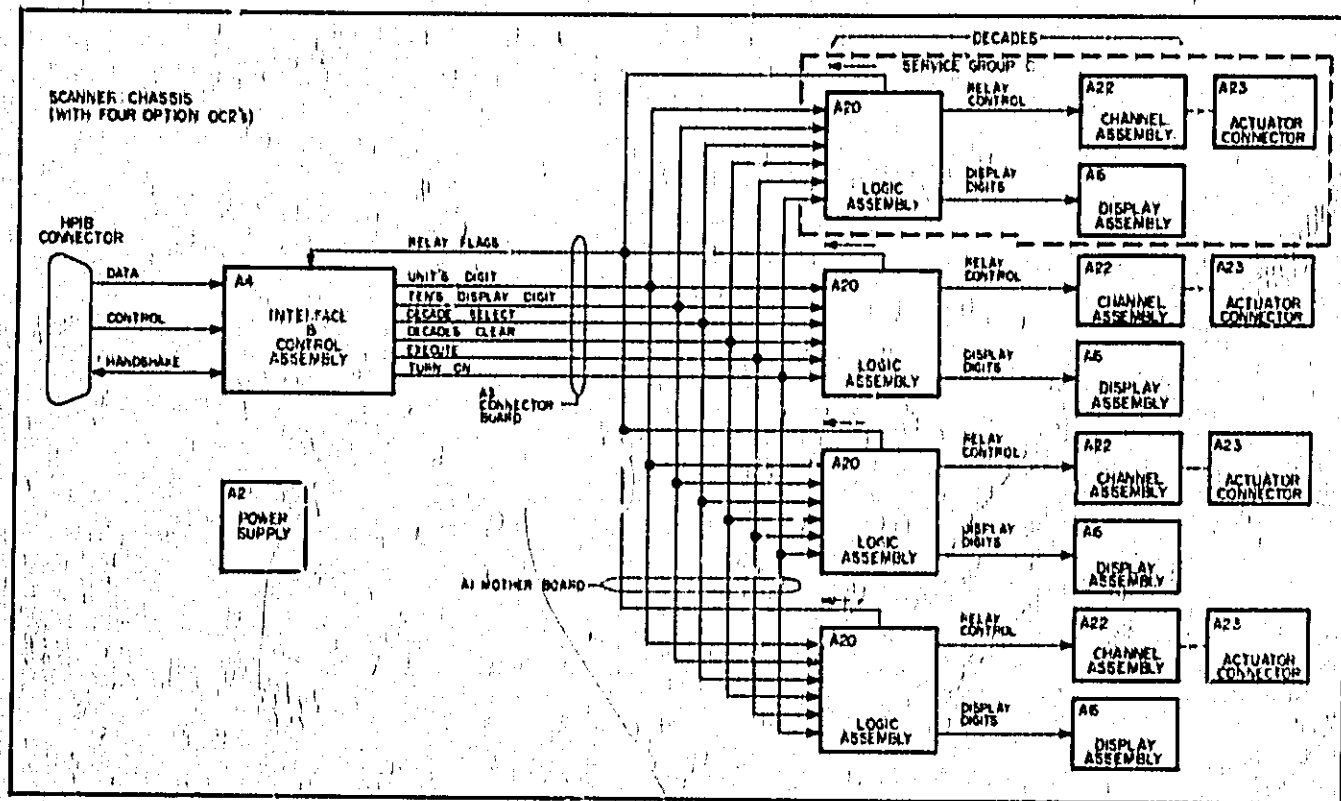 DECADES
SERVICE GROUP C
SCANNER CHASSIS
(WITH FOUR OPTION 002's)
A20
LOGIC
ASSEMBLY
RELAY
CONTROL
DISPLAY
DIGITS
A22
CHANNEL
ASSEMBLY
A23
ACTUATOR
CONNECTOR
A6
DISPLAY
ASSEMBLY
HPIB
CONNECTOR
DATA
CONTROL
HANDSHAKE
A4
INTERFACE
&
CONTROL
ASSEMBLY
RELAY FLAGS
UNIT'S DIGIT
TEN'S DISPLAY DIGIT
DECADE SELECT
DECADES CLEAR
EXECUTE
TURN ON
A3
CONNECTOR
BOARD
A20
LOGIC
ASSEMBLY
RELAY
CONTROL
DISPLAY
DIGITS
A22
CHANNEL
ASSEMBLY
A23
ACTUATOR
CONNECTOR
A6
DISPLAY
ASSEMBLY
A2
POWER
SUPPLY
A20
LOGIC
ASSEMBLY
RELAY
CONTROL
DISPLAY
DIGITS
A22
CHANNEL
ASSEMBLY
A23
ACTUATOR
CONNECTOR
A6
DISPLAY
ASSEMBLY
A1 MOTHER BOARD
A20
LOGIC
ASSEMBLY
RELAY
CONTROL
DISPLAY
DIGITS
A22
CHANNEL
ASSEMBLY
A23
ACTUATOR
CONNECTOR
A6
DISPLAY
ASSEMBLY